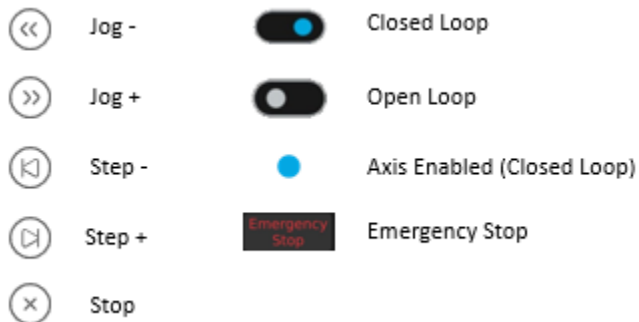 Jog -
Closed Loop
Jog +
Open Loop
Step -
Axis Enabled (Closed Loop)
Step +
Emergency
Stop
Emergency Stop
Stop